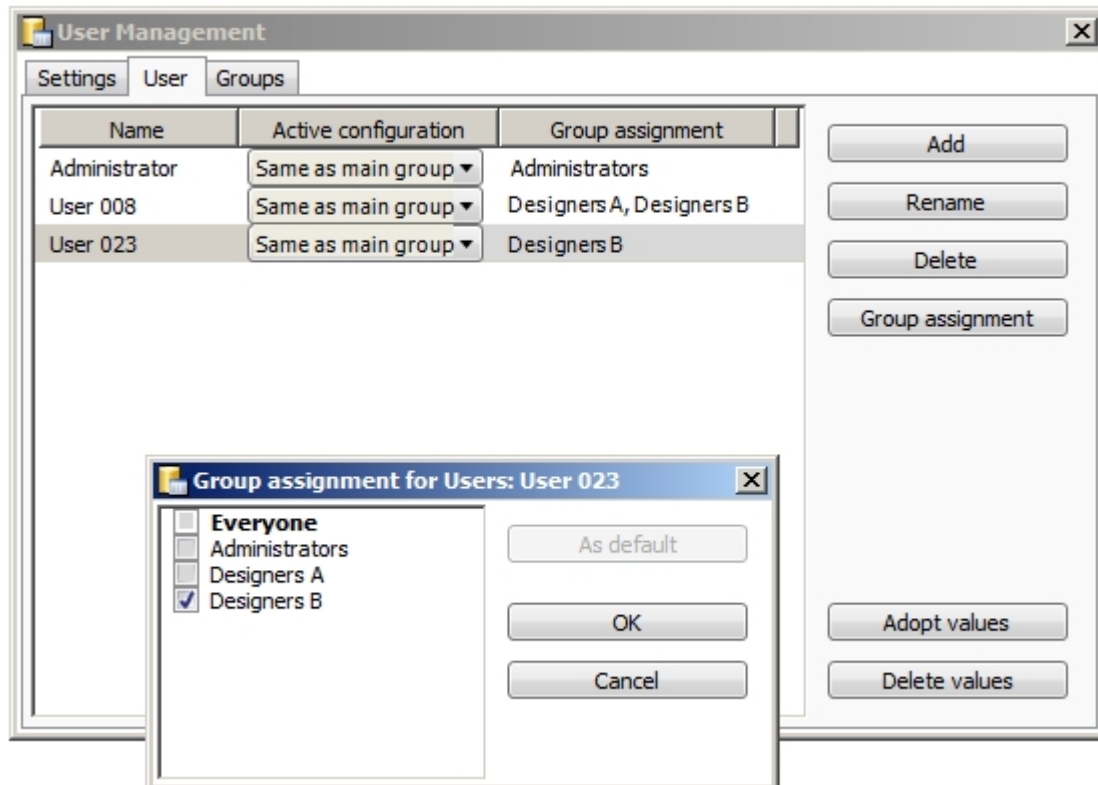 User Management
Settings User Groups
Name Active configuration Group assignment
Administrator Same as main group Administrators
User 008 Same as main group Designers A, Designers B
User 023 Same as main group Designers B
Add
Rename
Delete
Group assignment
Group assignment for Users: User 023
Everyone
Administrators
Designers A
Designers B
As default
OK
Cancel
Adopt values
Delete values